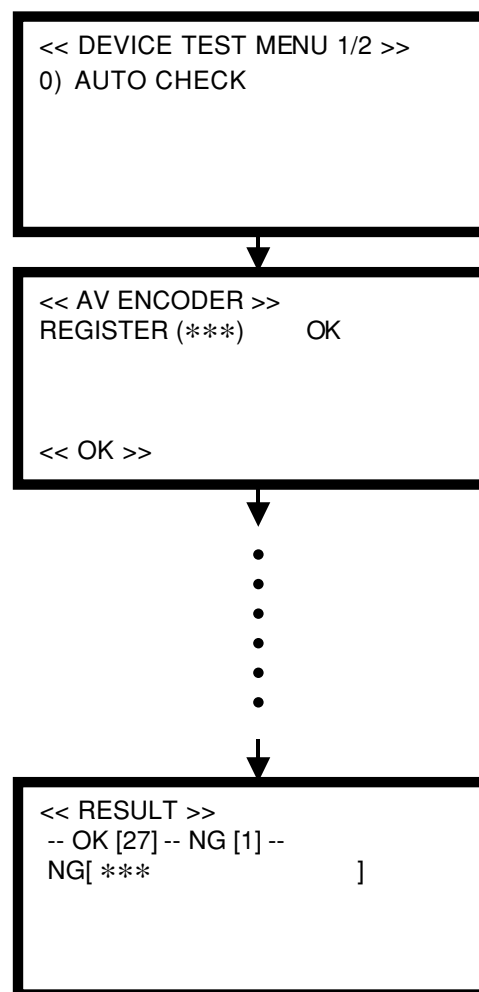 << DEVICE TEST MENU 1/2 >>
0) AUTO CHECK
<< AV ENCODER >>
REGISTER (***) OK
<< OK >>
<< RESULT >>
-- OK [27] -- NG [1] --
NG[ *** ]